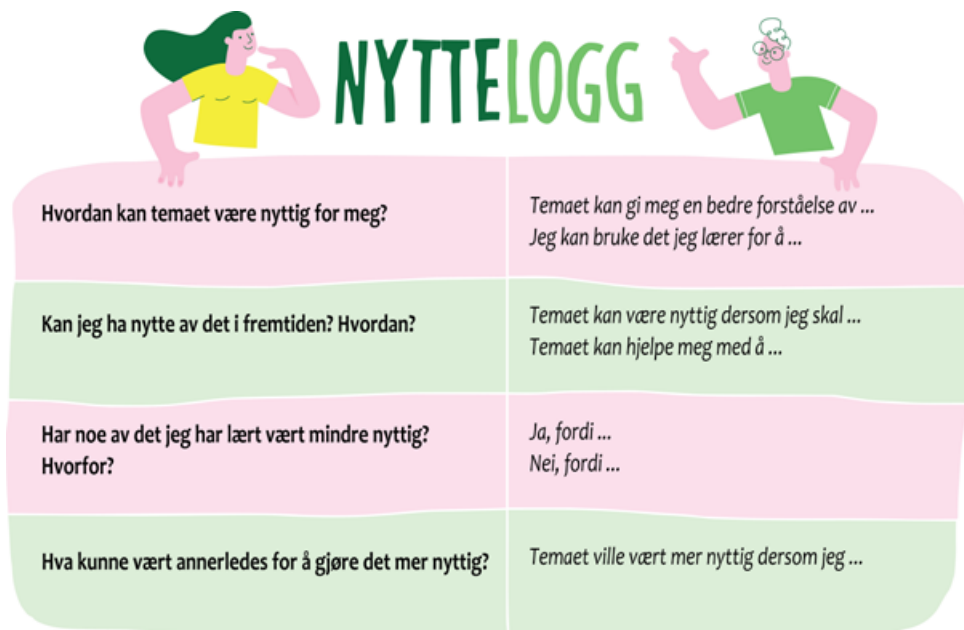 NYTTELOGG
Hvordan kan temaet være nyttig for meg?
Temaet kan gi meg en bedre forståelse av ...
Jeg kan bruke det jeg lærer for å ...
Kan jeg ha nytte av det i fremtiden? Hvordan?
Temaet kan være nyttig dersom jeg skal ...
Temaet kan hjelpe meg med å ...
Har noe av det jeg har lært vært mindre nyttig?
Hvorfor?
Ja, fordi ...
Nei, fordi ...
Hva kunne vært annerledes for å gjøre det mer nyttig?
Temaet ville vært mer nyttig dersom jeg ...